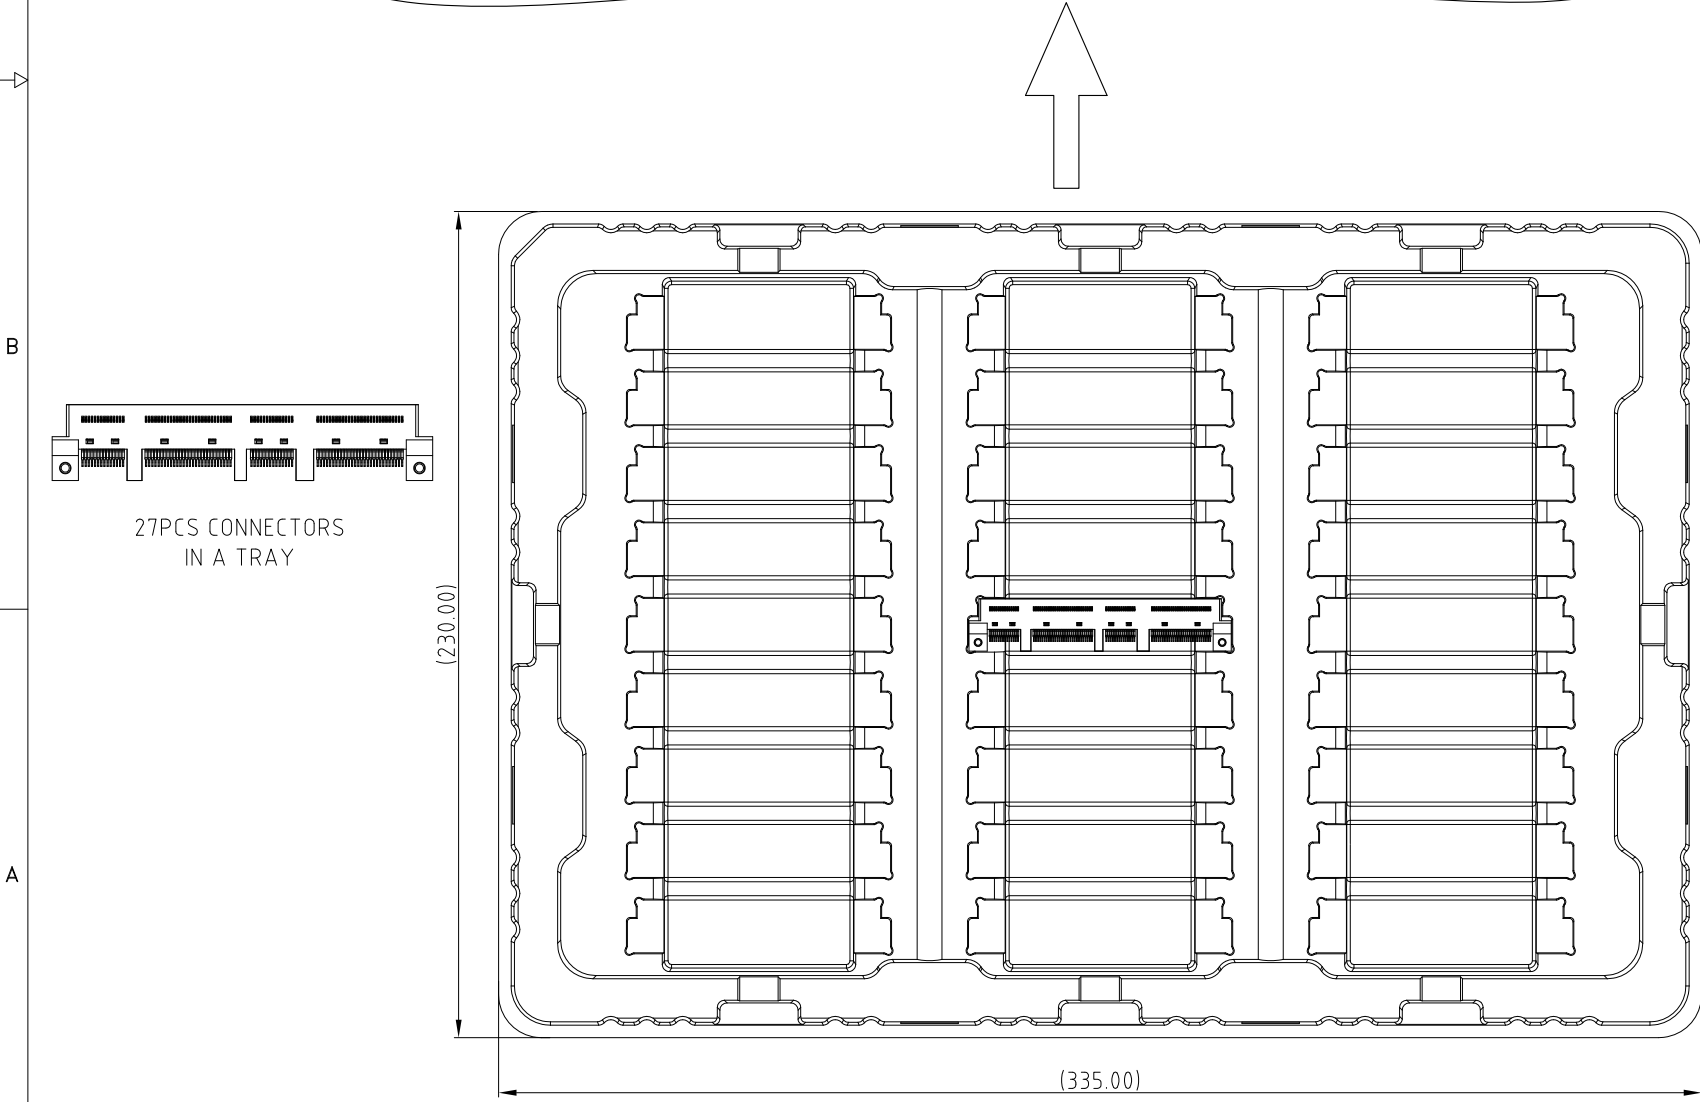 B
27PCS CONNECTORS
IN A TRAY
(230.00)
A
(335.00)